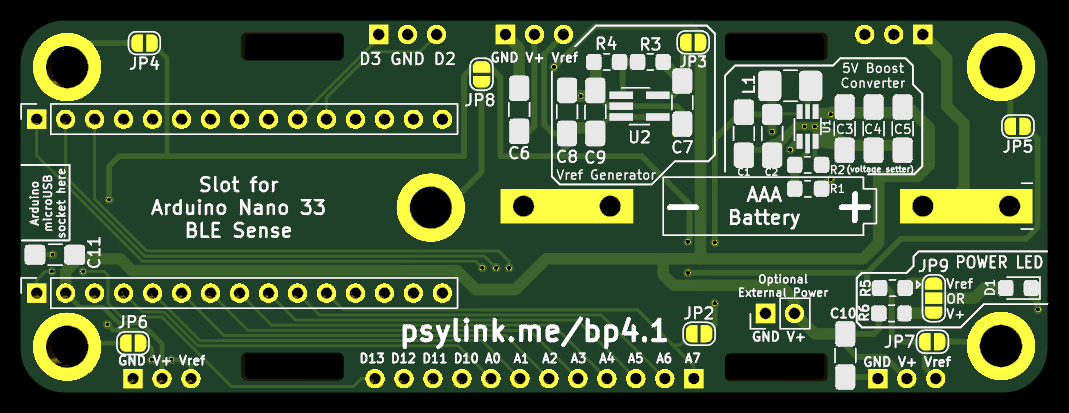 JP4
D3 GND D2
JP8
GND V+ Vref
R4 R3
JP3
5V Boost
Converter
L1
U1
U2
C3 C4 C5
JP5
C6
C8 C9
C7
Vref Generator
C1 C2
R2 (voltage setter)
R1
Arduino
microUSB
socket here
Slot for
Arduino Nano 33
BLE Sense
AAA
Battery
C11
JP9 POWER LED
Optional
External Power
GND V+
R5
R6
Vref
OR
V+
D1
C10
JP6
GND V+ Vref
psylink.me/bp4.1
JP2
JP7
GND V+ Vref
D13 D12 D11 D10 A0 A1 A2 A3 A4 A5 A6 A7